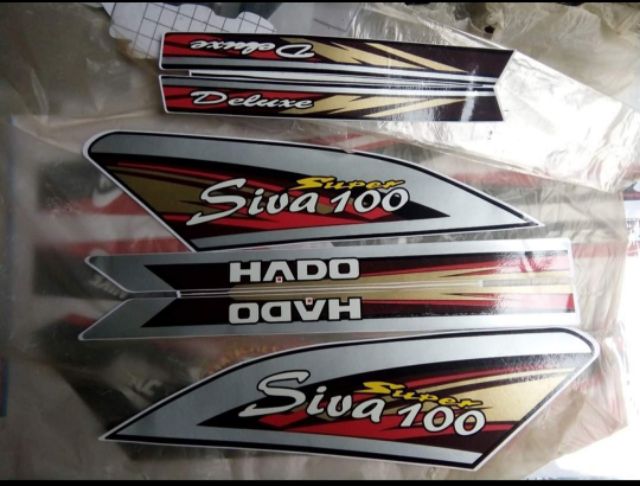 Deluxe
Deluxe
Super
Siva 100
HADO
HADO
Super
Siva 100